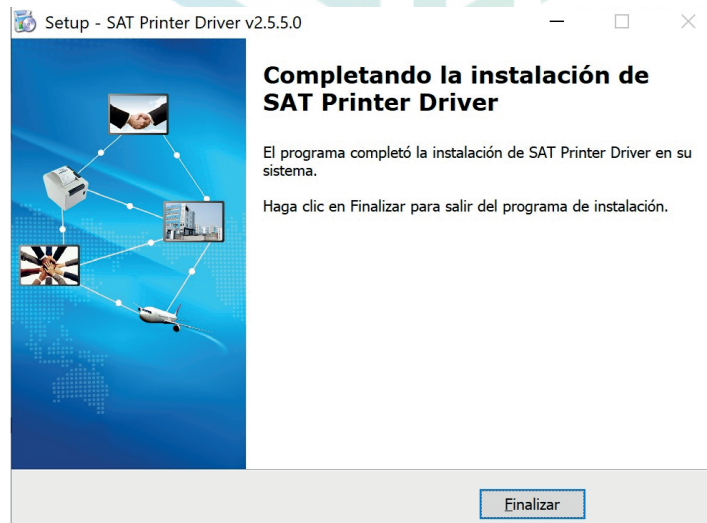 Setup - SAT Printer Driver v2.5.5.0
Completando la instalación de
SAT Printer Driver
El programa completó la instalación de SAT Printer Driver en su
sistema.
Haga clic en Finalizar para salir del programa de instalación.
Finalizar